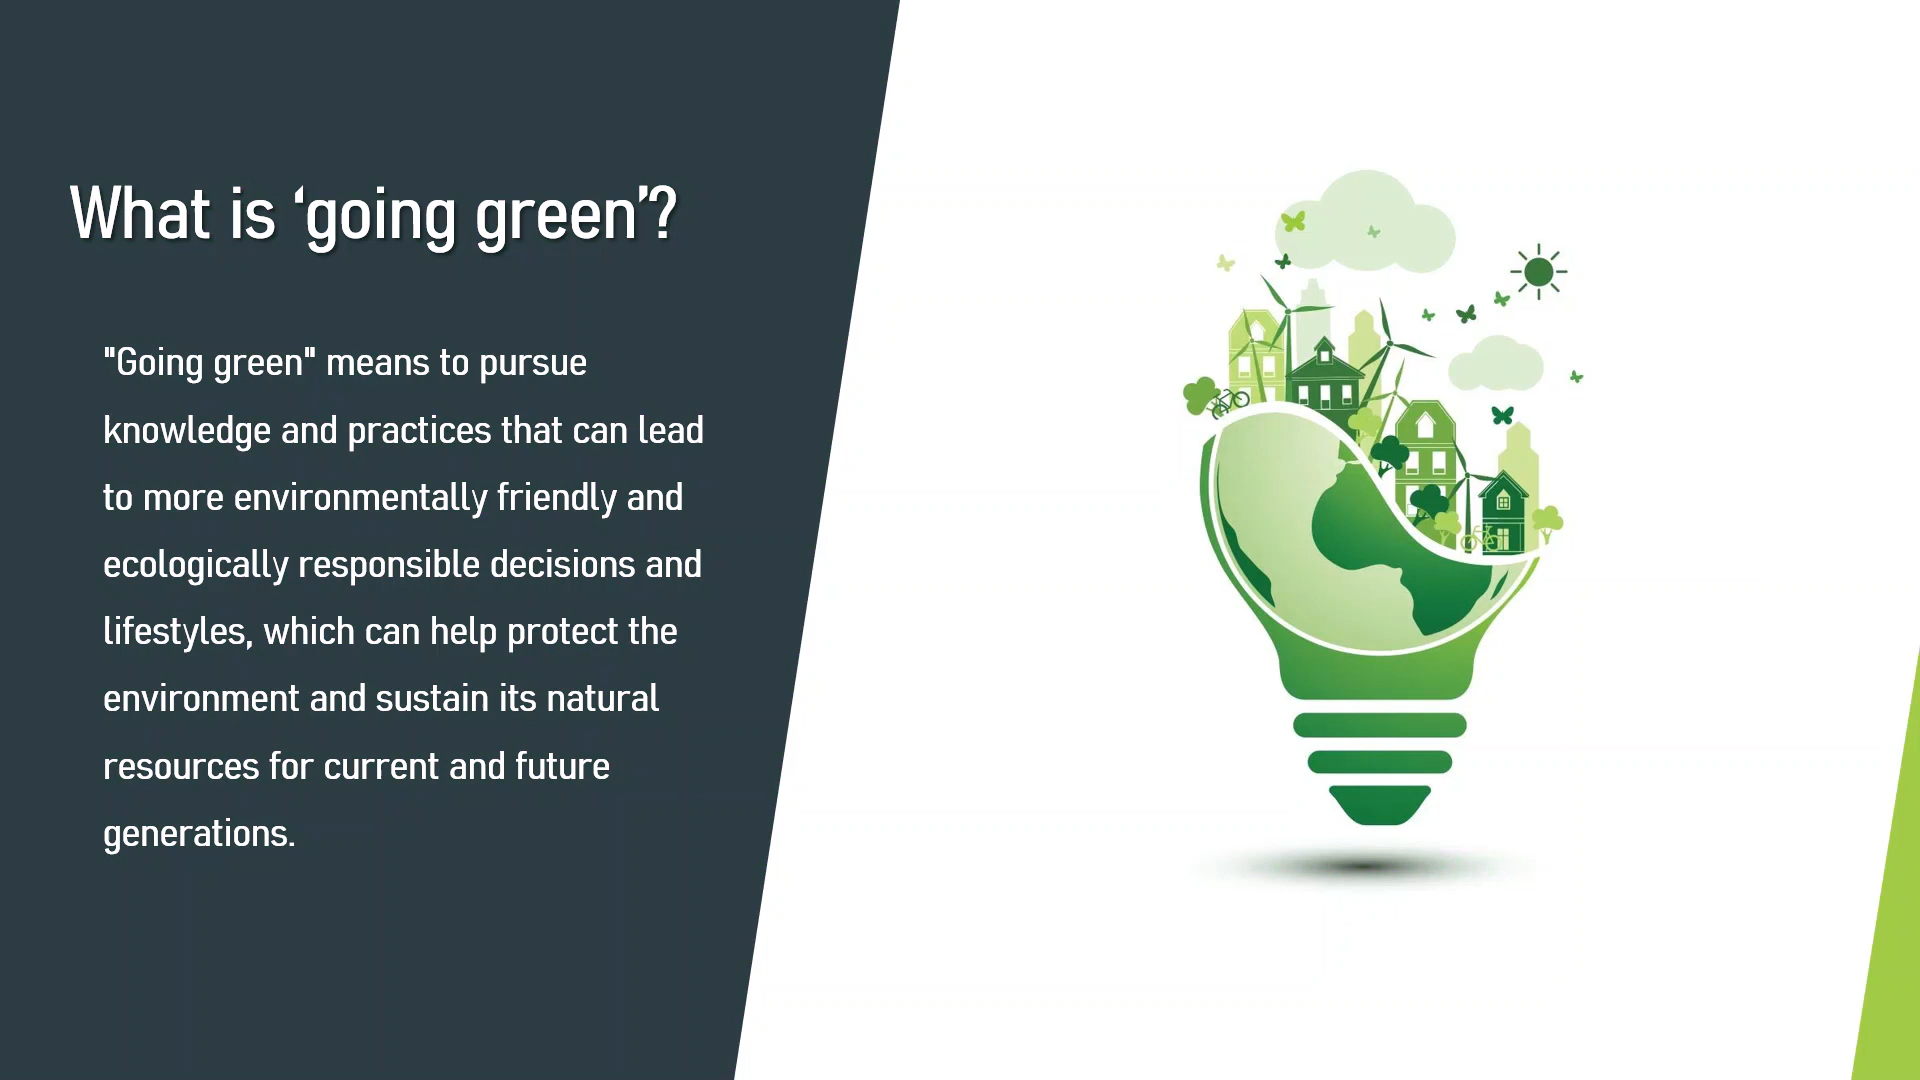 What is ‘going green’?
"Going green" means to pursue
knowledge and practices that can lead
to more environmentally friendly and
ecologically responsible decisions and
lifestyles, which can help protect the
environment and sustain its natural
resources for current and future
generations.